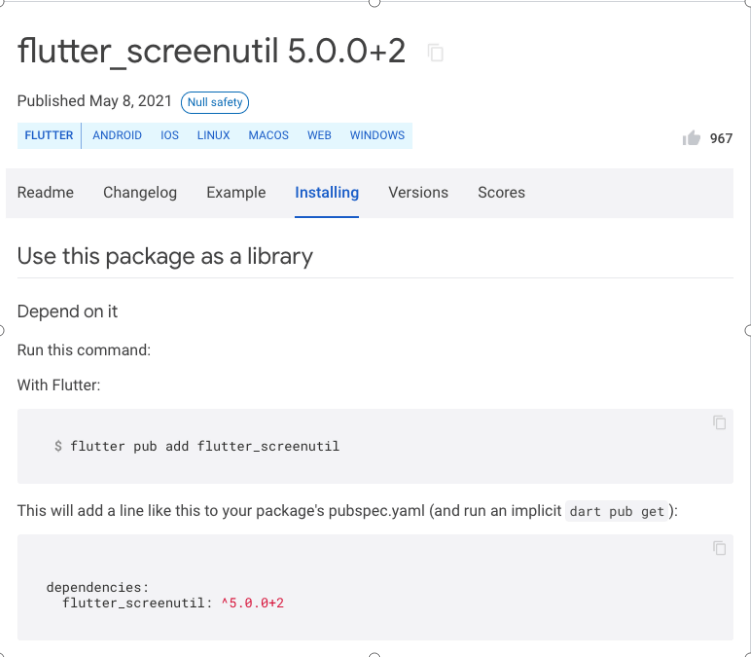 flutter_screenutil 5.0.0+2
Published May 8, 2021 Null safety
FLUTTER ANDROID IOS LINUX MACOS WEB WINDOWS
967
Readme Changelog Example Installing Versions Scores
Use this package as a library
Depend on it
Run this command:
With Flutter:
$ flutter pub add flutter_screenutil
This will add a line like this to your package's pubspec.yaml (and run an implicit dart pub get):
dependencies:
  flutter_screenutil: ^5.0.0+2